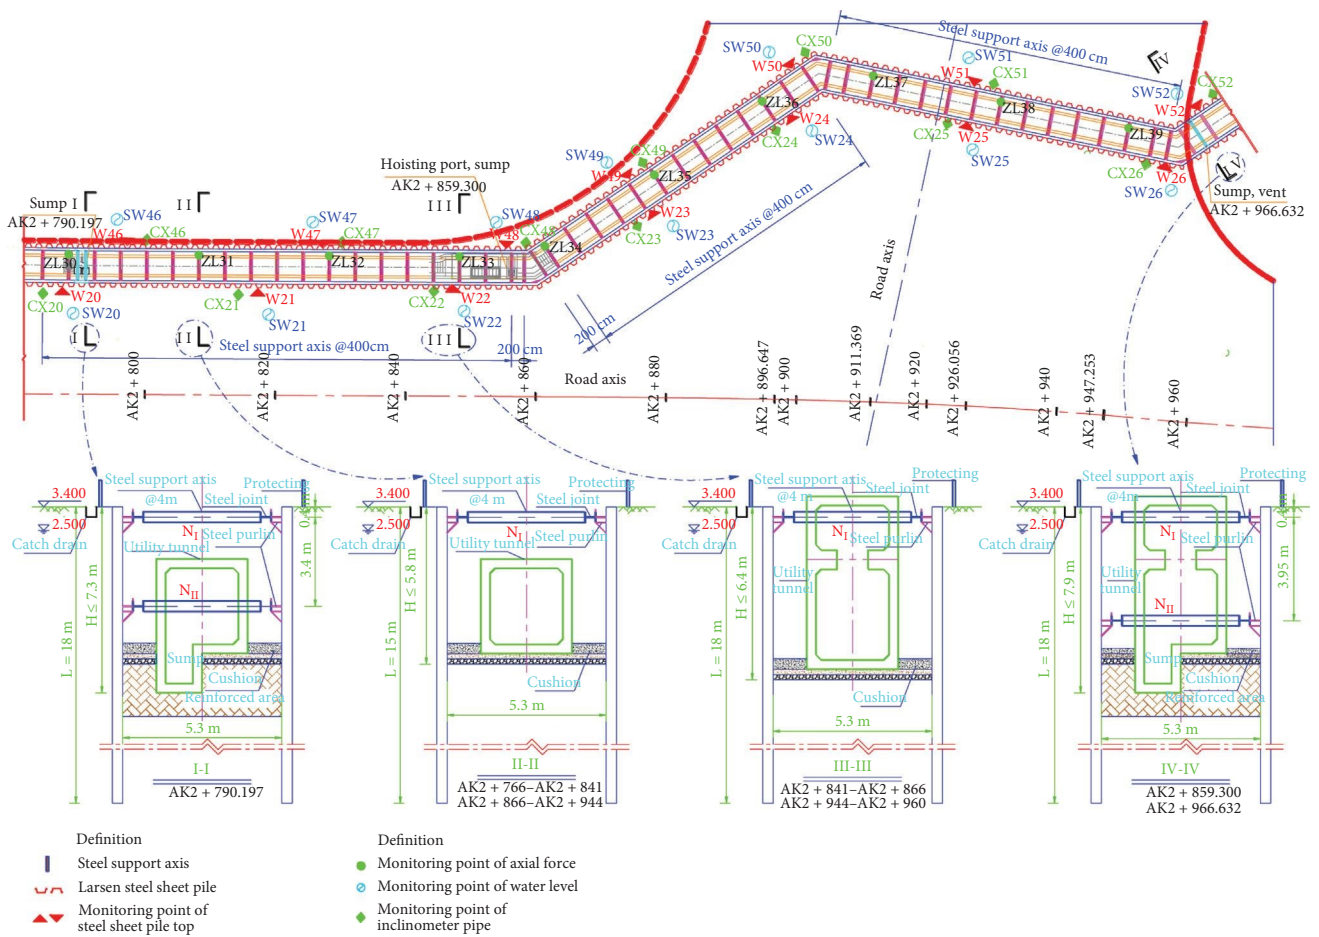 Steel support axis @400 cm
SW50
CX50
W50
SW51
W51
CX51
IV
SW52
CX52
W52
ZL37
ZL36
ZL38
ZL39
W24
CX24
SW24
CX25
W25
SW25
CX26
W26
SW26
Hoisting port, sump
AK2 + 859.300
SW49
CX49
W49
ZL35
W23
CX23
SW23
Steel support axis @400 cm
Road axis
Sump, vent
AK2 + 966.632
Sump I
AK2 + 790.197
II
III
SW46
W46
CX46
SW47
W47
CX47
SW48
W48
CX48
ZL30
ZL31
ZL32
ZL33
ZL34
CX20
W20
SW20
CX21
W21
SW21
CX22
W22
SW22
I
II
III
Steel support axis @400cm
200 cm
200 cm
Road axis
AK2 + 800
AK2 + 820
AK2 + 840
AK2 + 860
AK2 + 880
AK2 + 896.647
AK2 + 900
AK2 + 911.369
AK2 + 920
AK2 + 926.056
AK2 + 940
AK2 + 947.253
AK2 + 960
3.400
2.500
Catch drain
Steel support axis
@4m
Steel joint
Protecting
N_I
Steel purlin
Utility tunnel
N_II
3.4 m
H ≤ 7.3 m
L = 18 m
Sump
Cushion
Reinforced area
5.3 m
I-I
AK2 + 790.197
3.400
2.500
Catch drain
Steel support axis
@4 m
Steel joint
Protecting
N_I
Steel purlin
Utility tunnel
H ≤ 5.8 m
L = 15 m
Cushion
5.3 m
II-II
AK2 + 766–AK2 + 841
AK2 + 866–AK2 + 944
3.400
2.500
Catch drain
Steel support axis
@4 m
Steel joint
Protecting
N_I
Steel purlin
Utility
tunnel
H ≤ 6.4 m
L = 18 m
Cushion
5.3 m
III-III
AK2 + 841–AK2 + 866
AK2 + 944–AK2 + 960
3.400
2.500
Catch drain
Steel support axis
@4m
Steel joint
Protecting
N_I
Steel purlin
Utility
tunnel
N_II
3.95 m
H ≤ 7.9 m
L = 18 m
Sump
Cushion
Reinforced area
5.3 m
IV-IV
AK2 + 859.300
AK2 + 966.632
Definition
Steel support axis
Larsen steel sheet pile
Monitoring point of
steel sheet pile top
Definition
Monitoring point of axial force
Monitoring point of water level
Monitoring point of
inclinometer pipe